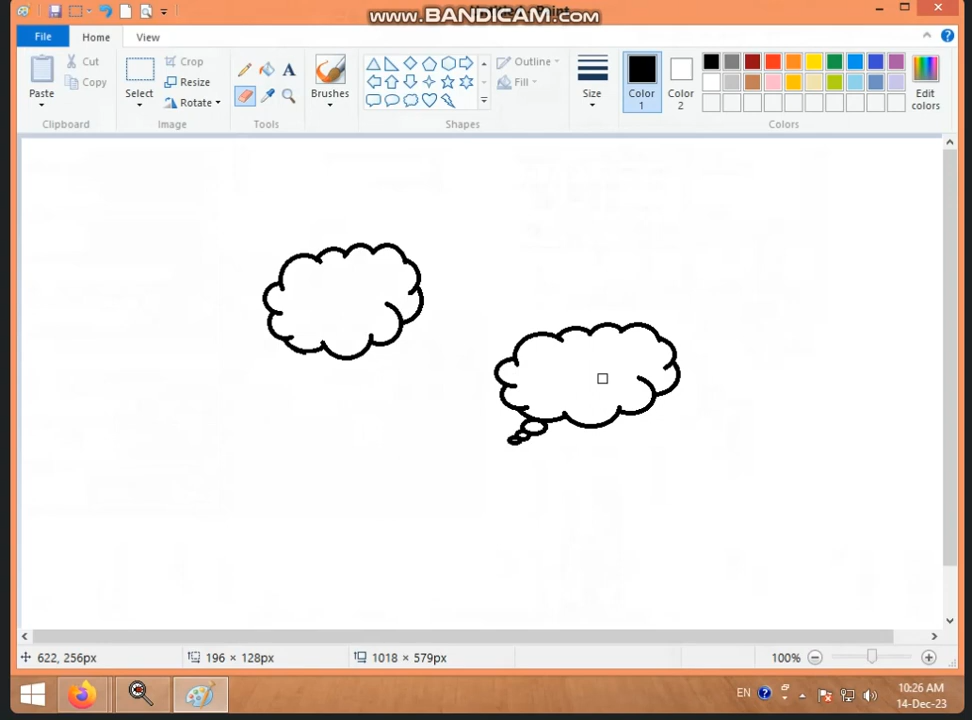 www.BANDICAM.com
File
Home
View
Paste
Cut
Copy
Clipboard
Select
Crop
Resize
Rotate
Image
A
Tools
Brushes
Shapes
Outline
Fill
Size
Color 1
Color 2
Edit colors
Colors
622, 256px
196 × 128px
1018 × 579px
100%
EN
10:26 AM
14-Dec-23